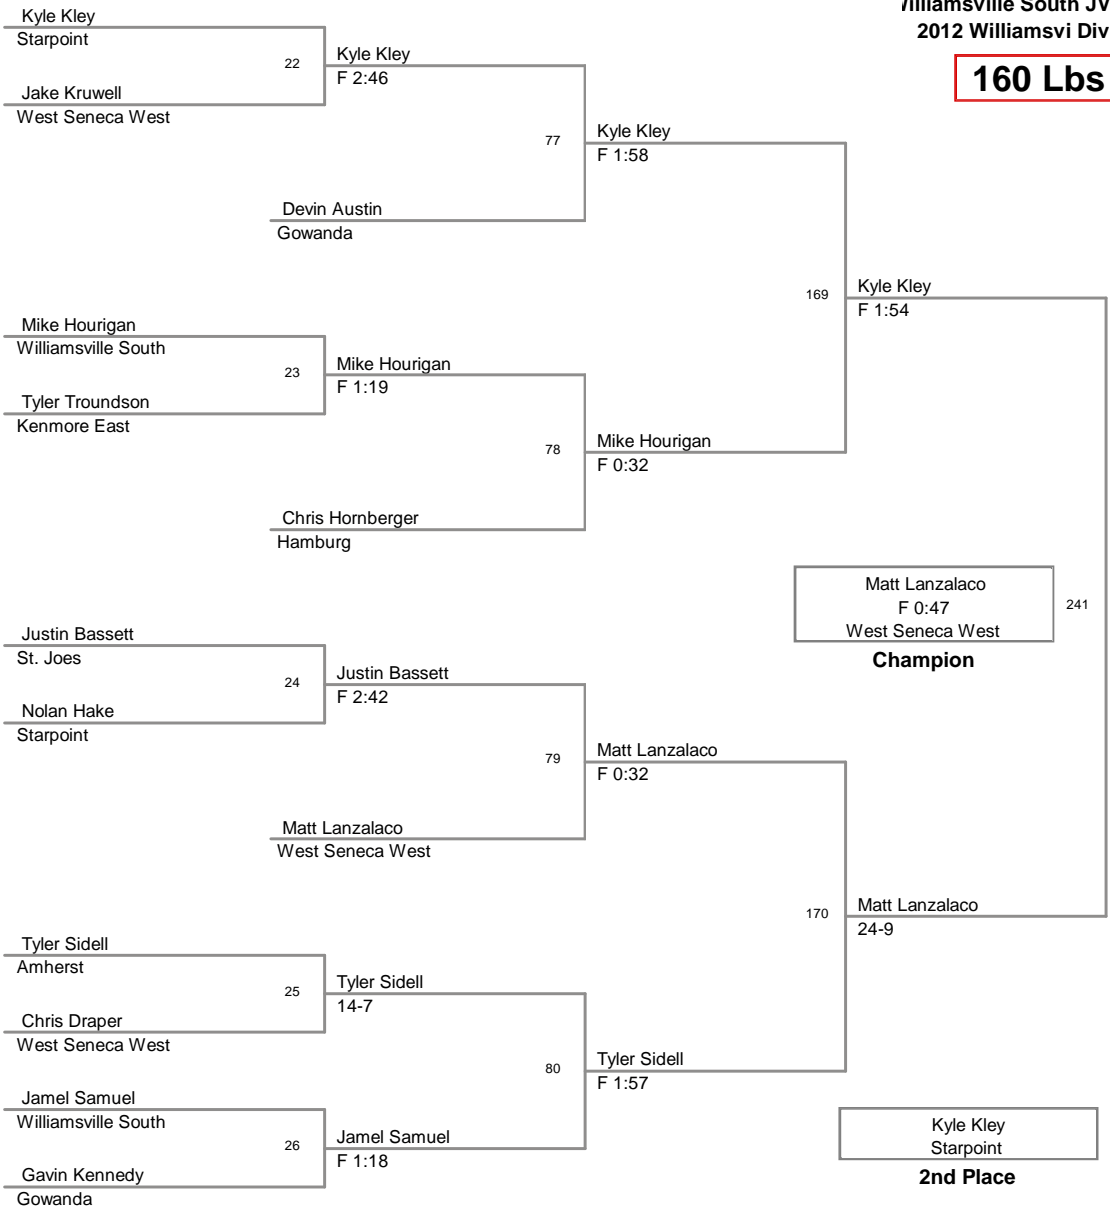 Williamsville South JV
2012 Williamsvi Div
160 Lbs
Kyle Kley
Starpoint
22
Jake Kruwell
West Seneca West
Kyle Kley
F 2:46
77
Devin Austin
Gowanda
Kyle Kley
F 1:58
Mike Hourigan
Williamsville South
23
Tyler Troundson
Kenmore East
Mike Hourigan
F 1:19
78
Chris Hornberger
Hamburg
Mike Hourigan
F 0:32
169
Kyle Kley
F 1:54
Matt Lanzalaco
F 0:47
West Seneca West
241
Champion
Justin Bassett
St. Joes
24
Nolan Hake
Starpoint
Justin Bassett
F 2:42
79
Matt Lanzalaco
West Seneca West
Matt Lanzalaco
F 0:32
170
Matt Lanzalaco
24-9
Tyler Sidell
Amherst
25
Chris Draper
West Seneca West
Tyler Sidell
14-7
80
Tyler Sidell
F 1:57
Jamel Samuel
Williamsville South
26
Gavin Kennedy
Gowanda
Jamel Samuel
F 1:18
Kyle Kley
Starpoint
2nd Place